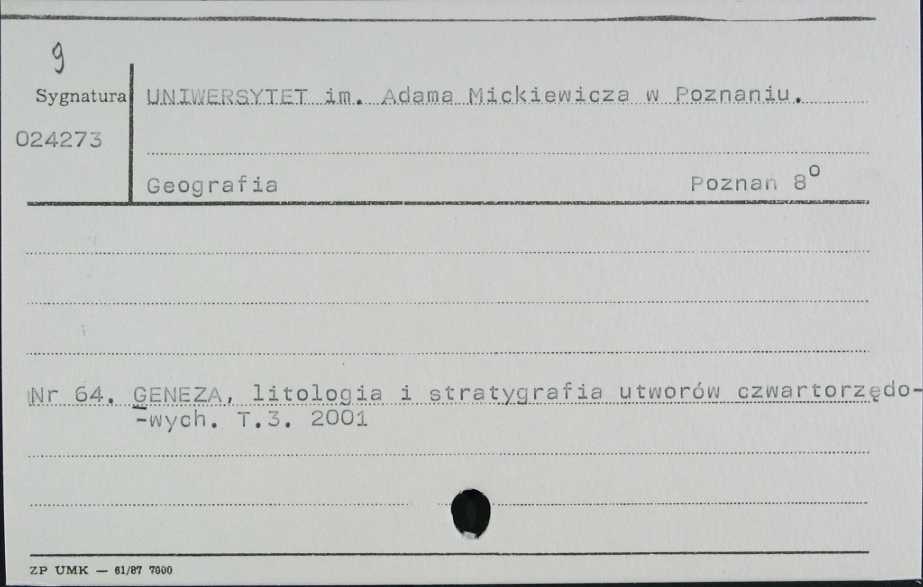 9
Sygnatura
UNIWERSYTET im. Adama Mickiewicza w Poznaniu.
024273
Geografia Poznań 8°
Nr 64. GENEZA, litologia i stratygrafia utworów czwartorzędo-
-wych. T.3. 2001
ZP UMK — 61/87 7000